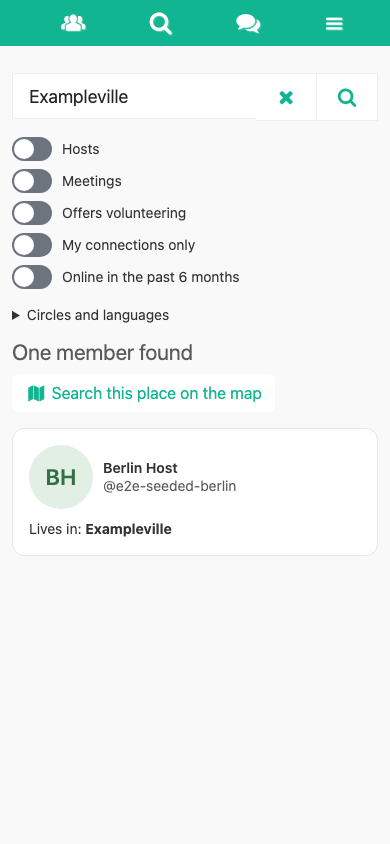 Exampleville
Hosts
Meetings
Offers volunteering
My connections only
Online in the past 6 months
Circles and languages
One member found
Search this place on the map
BH
Berlin Host
@e2e-seeded-berlin
Lives in: Exampleville